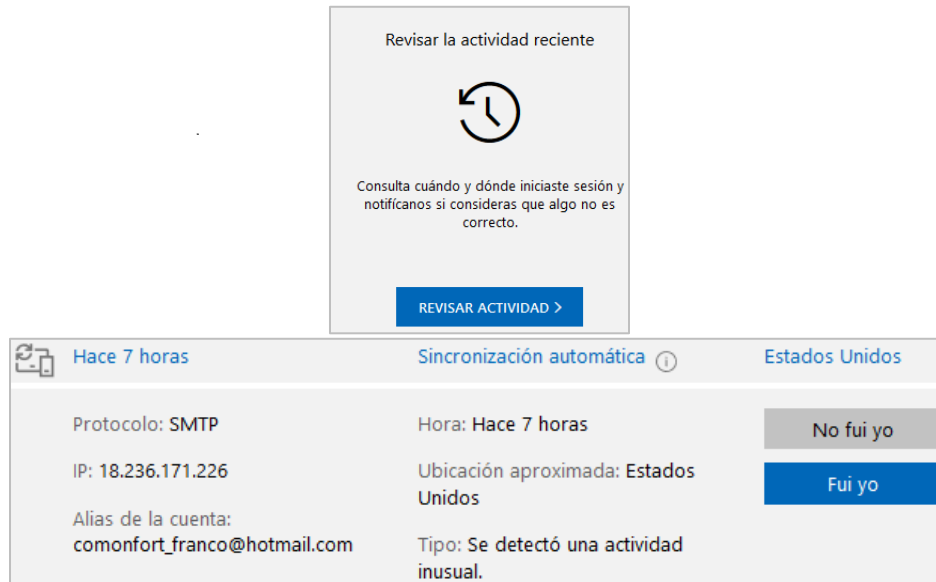 Revisar la actividad reciente
Consulta cuándo y dónde iniciaste sesión y
notifícanos si consideras que algo no es
correcto.
REVISAR ACTIVIDAD >
Hace 7 horas
Sincronización automática
Estados Unidos
Protocolo: SMTP
Hora: Hace 7 horas
No fui yo
IP: 18.236.171.226
Ubicación aproximada: Estados
Unidos
Fui yo
Alias de la cuenta:
comonfort_franco@hotmail.com
Tipo: Se detectó una actividad
inusual.